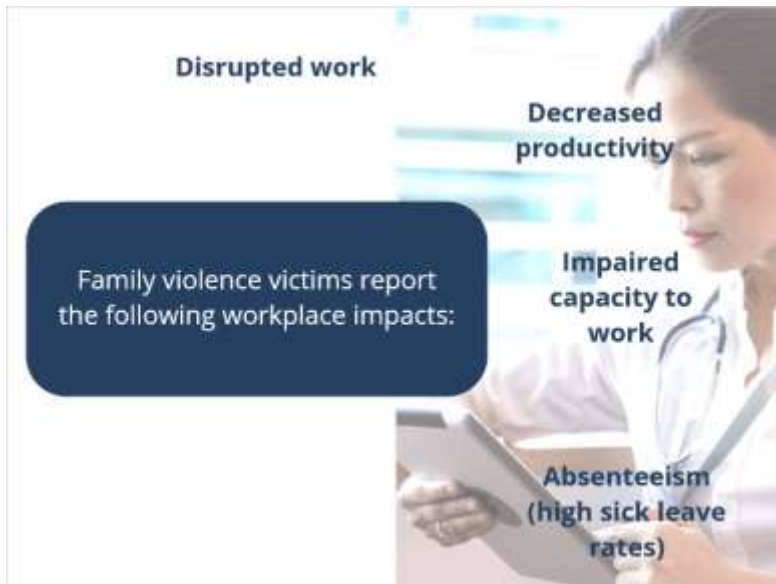 Disrupted work
Decreased
productivity
Family violence victims report
the following workplace impacts:
Impaired
capacity to
work
Absenteeism
(high sick leave
rates)